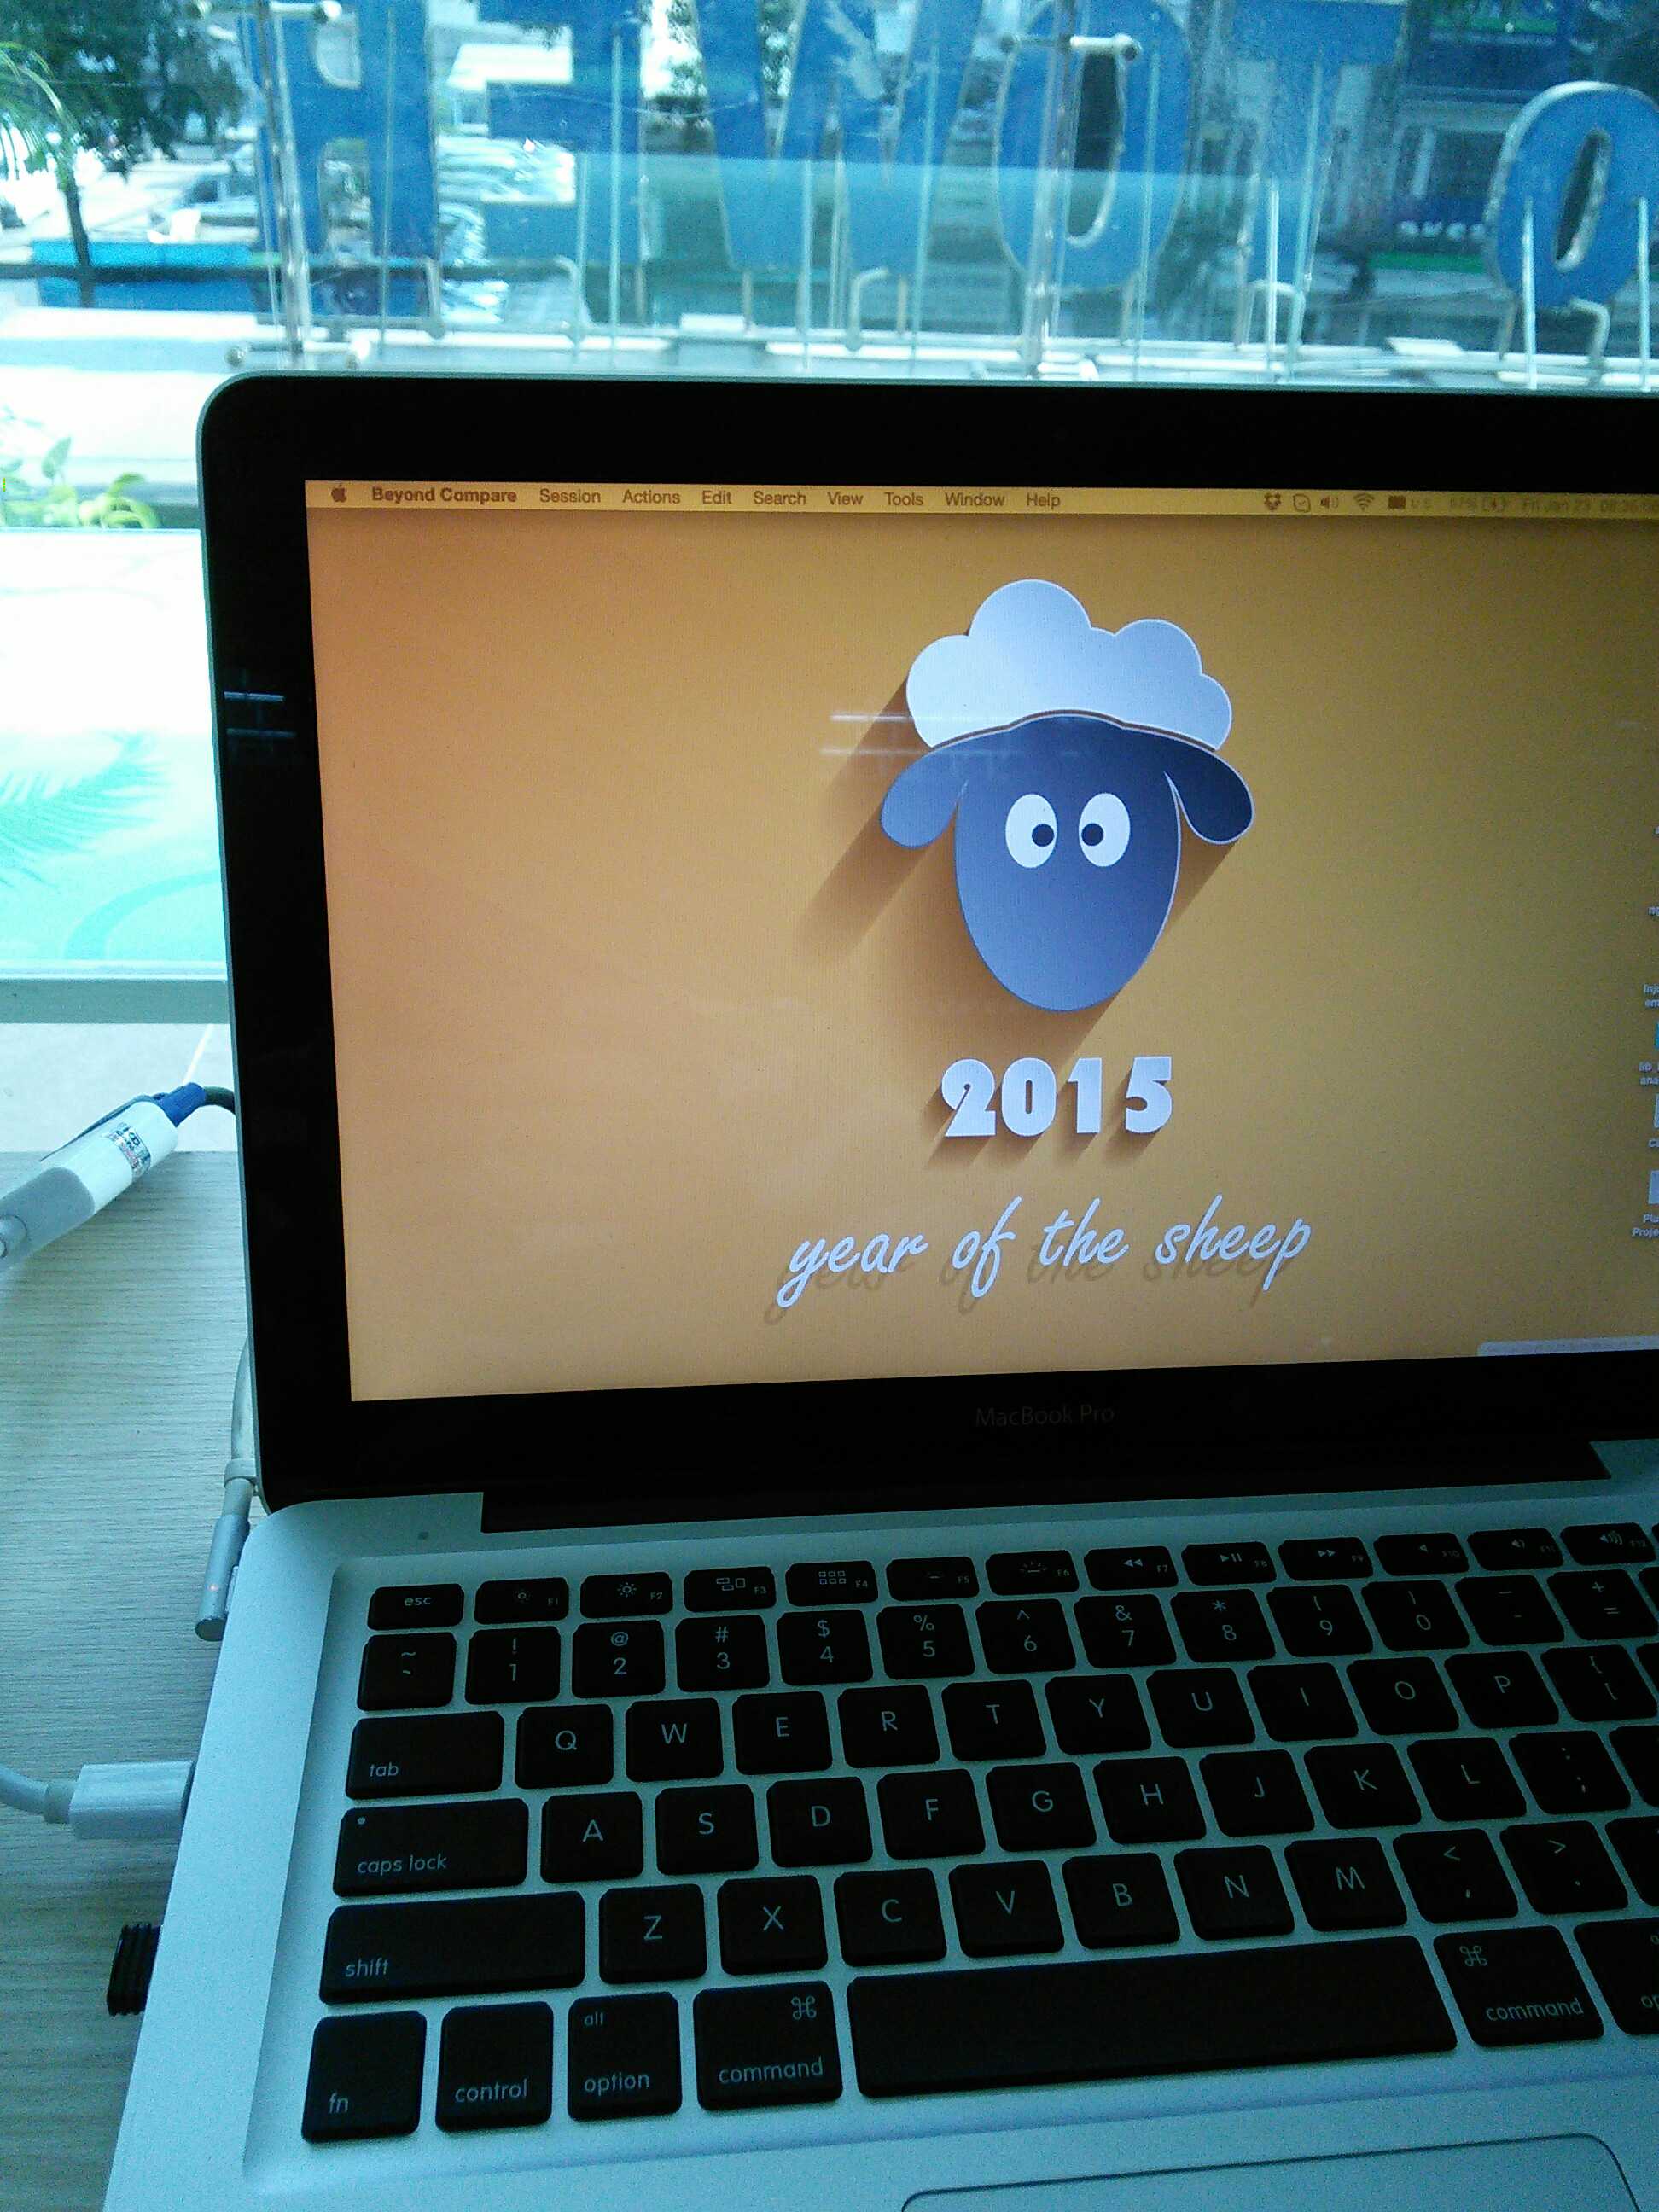 Beyond Compare Session Actions Edit Search View Tools Window Help
Fri Jan 23
2015
year of the sheep
MacBook Pro
esc F1 F2 F3 F4 F5 F6 F7 F8 F9 F10 F11 F12
~ ! @ # $ % ^ & * ( ) _ +
` 1 2 3 4 5 6 7 8 9 0 - =
tab Q W E R T Y U I O P { [
caps lock A S D F G H J K L : ;
shift Z X C V B N M < , > .
alt ⌘ ⌘
fn control option command command